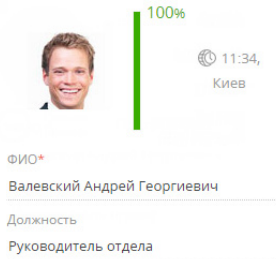 100%
11:34,
Киев
ФИО*
Валевский Андрей Георгиевич
Должность
Руководитель отдела